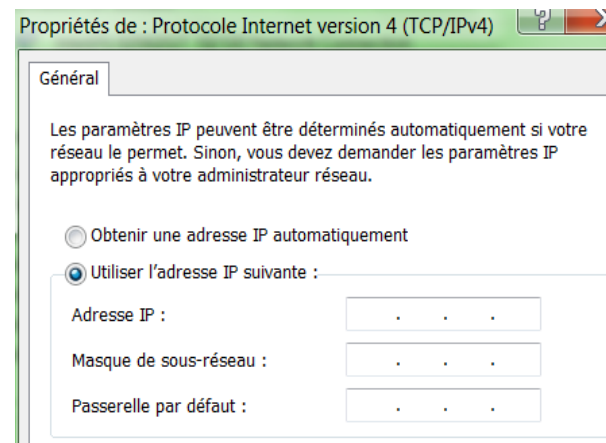 Propriétés de : Protocole Internet version 4 (TCP/IPv4)
Général
Les paramètres IP peuvent être déterminés automatiquement si votre
réseau le permet. Sinon, vous devez demander les paramètres IP
appropriés à votre administrateur réseau.
Obtenir une adresse IP automatiquement
Utiliser l'adresse IP suivante :
Adresse IP : . . .
Masque de sous-réseau : . . .
Passerelle par défaut : . . .